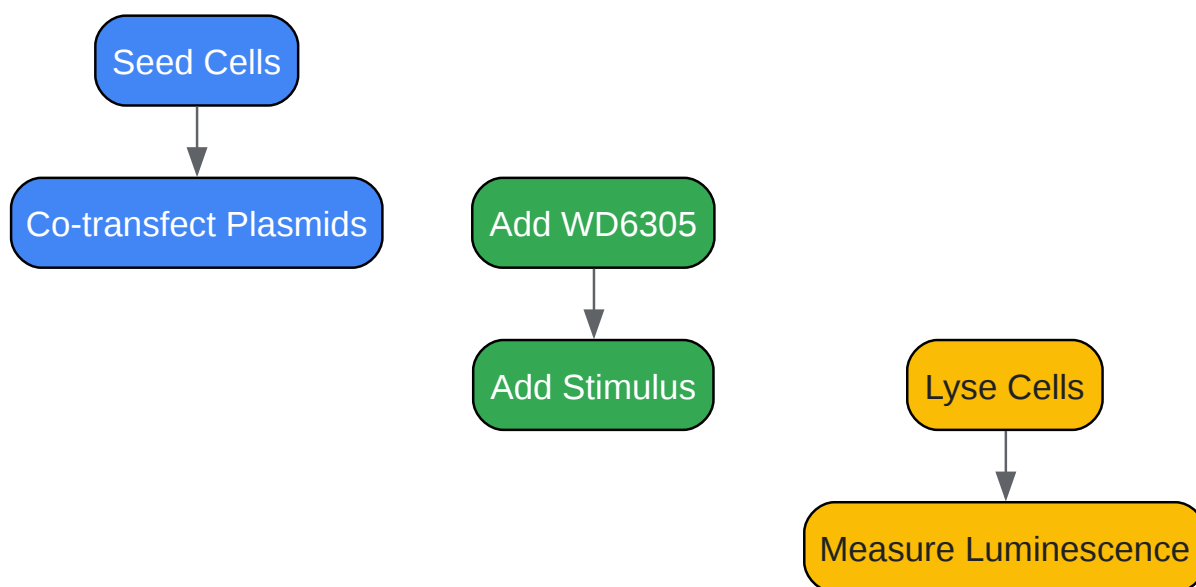 Seed Cells
Co-transfect Plasmids
Add WD6305
Add Stimulus
Lyse Cells
Measure Luminescence